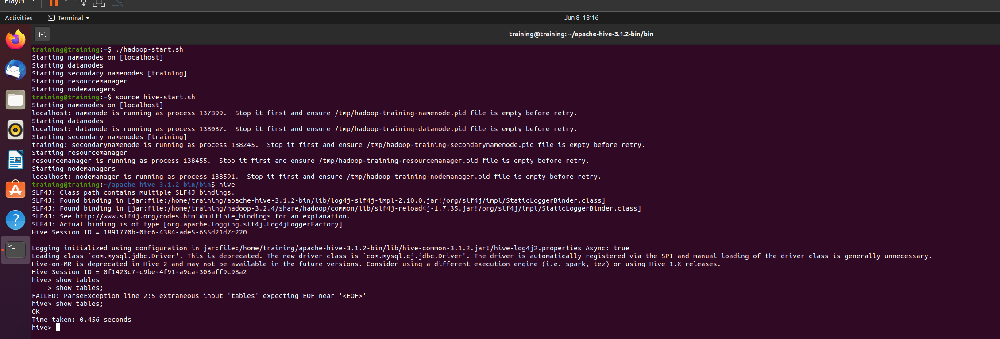 Player
Activities Terminal Jun 8 18:16
training@training: ~/apache-hive-3.1.2-bin/bin
training@training:~$ ./hadoop-start.sh
Starting namenodes on [localhost]
Starting datanodes
Starting secondary namenodes [training]
Starting resourcemanager
Starting nodemanagers
training@training:~$ source hive-start.sh
Starting namenodes on [localhost]
localhost: namenode is running as process 137899.  Stop it first and ensure /tmp/hadoop-training-namenode.pid file is empty before retry.
Starting datanodes
localhost: datanode is running as process 138037.  Stop it first and ensure /tmp/hadoop-training-datanode.pid file is empty before retry.
Starting secondary namenodes [training]
training: secondarynamenode is running as process 138245.  Stop it first and ensure /tmp/hadoop-training-secondarynamenode.pid file is empty before retry.
Starting resourcemanager
resourcemanager is running as process 138455.  Stop it first and ensure /tmp/hadoop-training-resourcemanager.pid file is empty before retry.
Starting nodemanagers
localhost: nodemanager is running as process 138591.  Stop it first and ensure /tmp/hadoop-training-nodemanager.pid file is empty before retry.
training@training:~/apache-hive-3.1.2-bin/bin$ hive
SLF4J: Class path contains multiple SLF4J bindings.
SLF4J: Found binding in [jar:file:/home/training/apache-hive-3.1.2-bin/lib/log4j-slf4j-impl-2.10.0.jar!/org/slf4j/impl/StaticLoggerBinder.class]
SLF4J: Found binding in [jar:file:/home/training/hadoop-3.2.4/share/hadoop/common/lib/slf4j-reload4j-1.7.35.jar!/org/slf4j/impl/StaticLoggerBinder.class]
SLF4J: See http://www.slf4j.org/codes.html#multiple_bindings for an explanation.
SLF4J: Actual binding is of type [org.apache.logging.slf4j.Log4jLoggerFactory]
Hive Session ID = 1891770b-0fc6-4384-ade5-655d21d7c220
Logging initialized using configuration in jar:file:/home/training/apache-hive-3.1.2-bin/lib/hive-common-3.1.2.jar!/hive-log4j2.properties Async: true
Loading class `com.mysql.jdbc.Driver'. This is deprecated. The new driver class is `com.mysql.cj.jdbc.Driver'. The driver is automatically registered via the SPI and manual loading of the driver class is generally unnecessary.
Hive-on-MR is deprecated in Hive 2 and may not be available in the future versions. Consider using a different execution engine (i.e. spark, tez) or using Hive 1.X releases.
Hive Session ID = 0f1423c7-c9be-4f91-a9ca-303aff9c98a2
hive> show tables
    > show tables;
FAILED: ParseException line 2:5 extraneous input 'tables' expecting EOF near '<EOF>'
hive> show tables;
OK
Time taken: 0.456 seconds
hive>